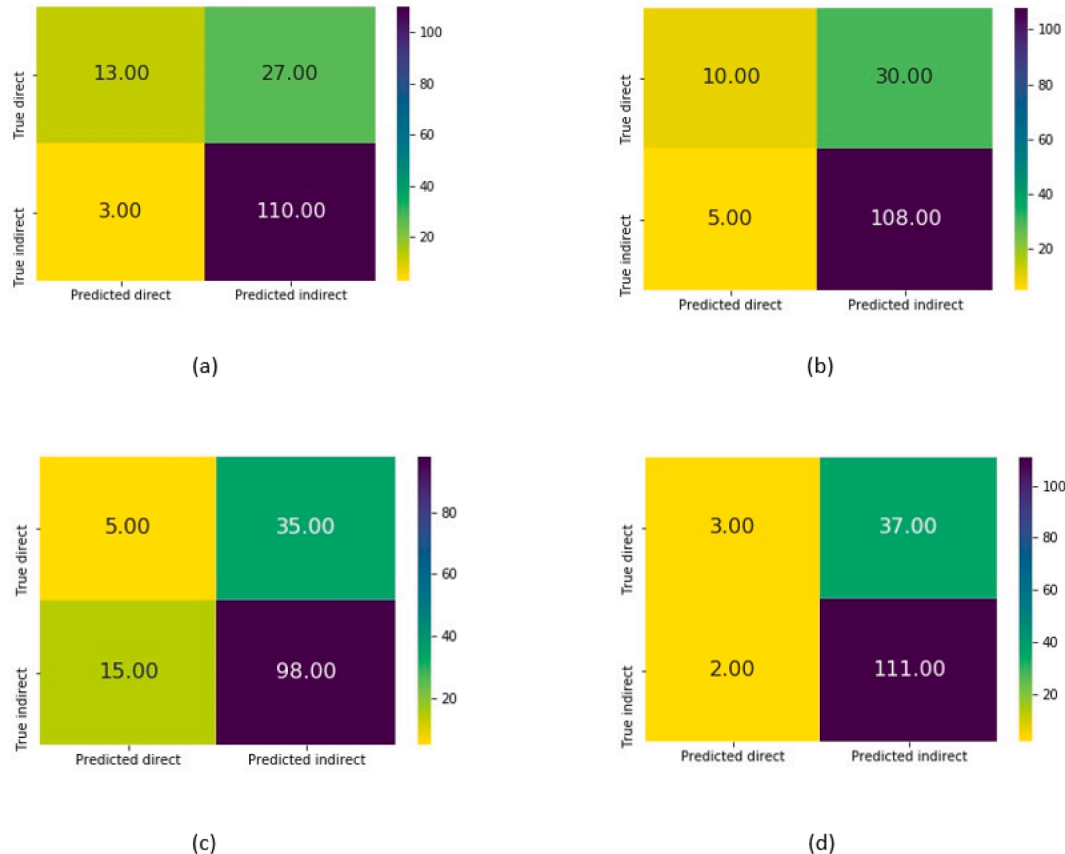 True direct 13.00 27.00 100
80
60
True indirect 3.00 110.00 40
20
Predicted direct Predicted indirect
(a)
True direct 10.00 30.00 100
80
60
True indirect 5.00 108.00 40
20
Predicted direct Predicted indirect
(b)
True direct 5.00 35.00 80
60
True indirect 15.00 98.00 40
20
Predicted direct Predicted indirect
(c)
True direct 3.00 37.00 100
80
60
True indirect 2.00 111.00 40
20
Predicted direct Predicted indirect
(d)